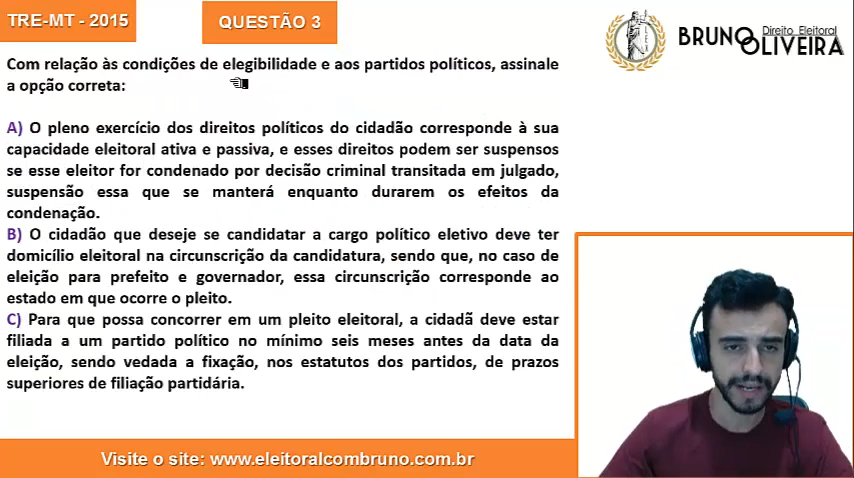 TRE-MT - 2015
QUESTÃO 3
BRUNO OLIVEIRA
Direito Eleitoral
Com relação às condições de elegibilidade e aos partidos políticos, assinale
a opção correta:
A) O pleno exercício dos direitos políticos do cidadão corresponde à sua
capacidade eleitoral ativa e passiva, e esses direitos podem ser suspensos
se esse eleitor for condenado por decisão criminal transitada em julgado,
suspensão essa que se manterá enquanto durarem os efeitos da
condenação.
B) O cidadão que deseje se candidatar a cargo político eletivo deve ter
domicílio eleitoral na circunscrição da candidatura, sendo que, no caso de
eleição para prefeito e governador, essa circunscrição corresponde ao
estado em que ocorre o pleito.
C) Para que possa concorrer em um pleito eleitoral, a cidadã deve estar
filiada a um partido político no mínimo seis meses antes da data da
eleição, sendo vedada a fixação, nos estatutos dos partidos, de prazos
superiores de filiação partidária.
Visite o site: www.eleitoralcombruno.com.br